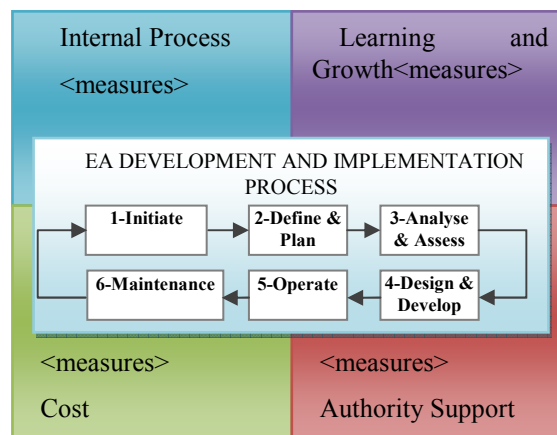 Internal Process
<measures>
Learning and
Growth<measures>
EA DEVELOPMENT AND IMPLEMENTATION
PROCESS
1-Initiate
2-Define &
Plan
3-Analyse
& Assess
6-Maintenance
5-Operate
4-Design &
Develop
<measures>
Cost
<measures>
Authority Support